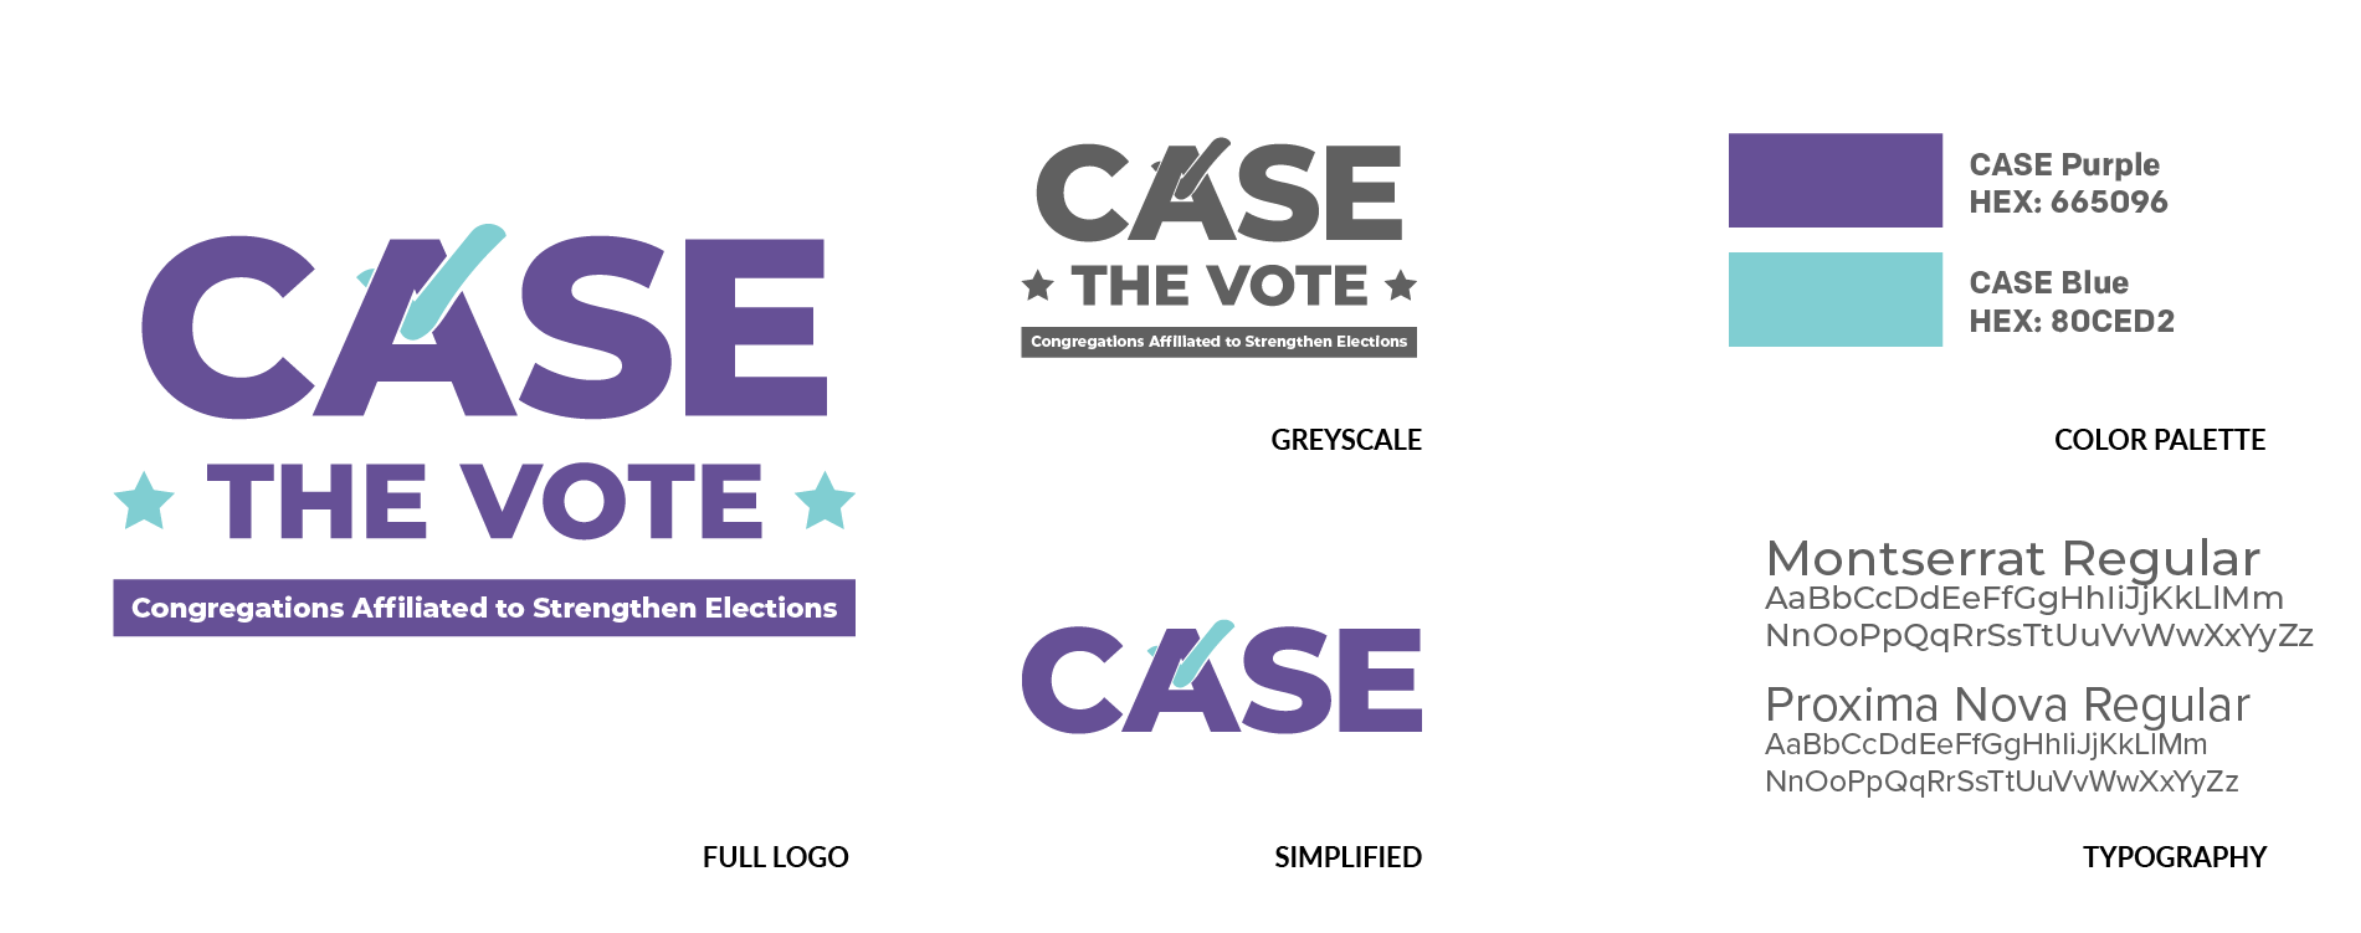 CASE
THE VOTE
Congregations Affiliated to Strengthen Elections
FULL LOGO
CASE
THE VOTE
Congregations Affiliated to Strengthen Elections
GREYSCALE
CASE
SIMPLIFIED
CASE Purple
HEX: 665096
CASE Blue
HEX: 80CED2
COLOR PALETTE
Montserrat Regular
AaBbCcDdEeFfGgHhIiJjKkLlMm
NnOoPpQqRrSsTtUuVvWwXxYyZz
Proxima Nova Regular
AaBbCcDdEeFfGgHhIiJjKkLlMm
NnOoPpQqRrSsTtUuVvWwXxYyZz
TYPOGRAPHY